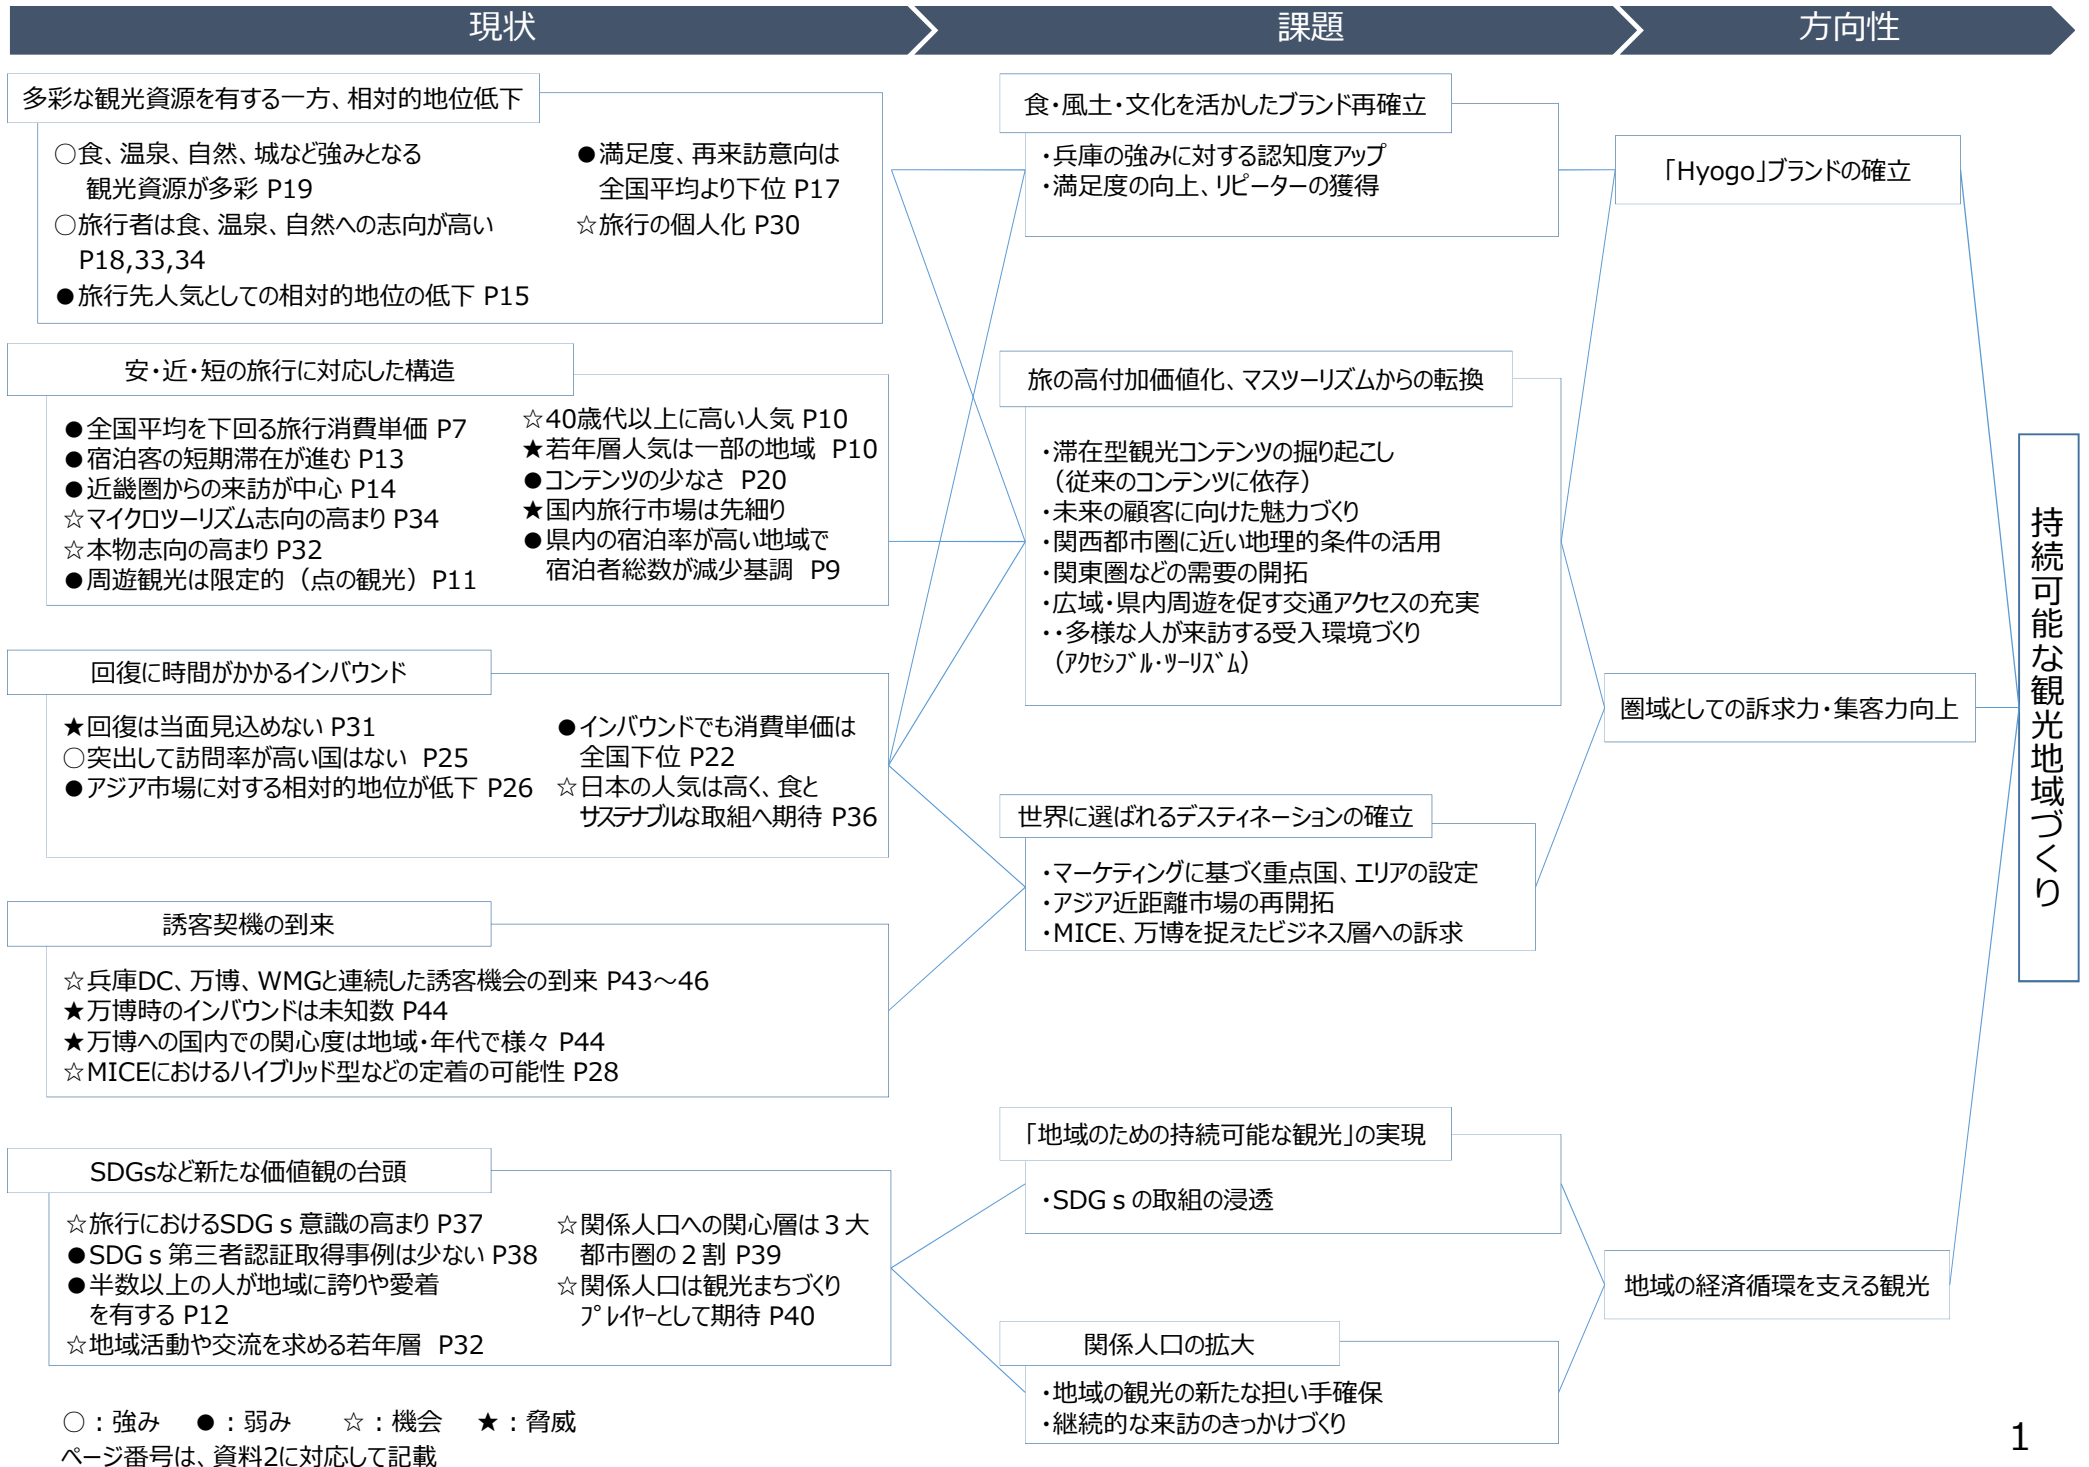 現状
課題
方向性
多彩な観光資源を有する一方、相対的地位低下
○食、温泉、自然、城など強みとなる
観光資源が多彩 P19
○旅行者は食、温泉、自然への志向が高い
P18,33,34
●旅行先人気としての相対的地位の低下 P15
●満足度、再来訪意向は
全国平均より下位 P17
☆旅行の個人化 P30
安・近・短の旅行に対応した構造
●全国平均を下回る旅行消費単価 P7
●宿泊客の短期滞在が進む P13
●近畿圏からの来訪が中心 P14
☆マイクロツーリズム志向の高まり P34
☆本物志向の高まり P32
●周遊観光は限定的（点の観光）P11
☆40歳代以上に高い人気 P10
★若年層人気は一部の地域 P10
●コンテンツの少なさ P20
★国内旅行市場は先細り
●県内の宿泊率が高い地域で
宿泊者総数が減少基調 P9
回復に時間がかかるインバウンド
★回復は当面見込めない P31
○突出して訪問率が高い国はない P25
●アジア市場に対する相対的地位が低下 P26
●インバウンドでも消費単価は
全国下位 P22
☆日本の人気は高く、食と
サステナブルな取組へ期待 P36
誘客契機の到来
☆兵庫DC、万博、WMGと連続した誘客機会の到来 P43～46
★万博時のインバウンドは未知数 P44
★万博への国内での関心度は地域・年代で様々 P44
☆MICEにおけるハイブリッド型などの定着の可能性 P28
SDGsなど新たな価値観の台頭
☆旅行におけるSDGｓ意識の高まり P37
●SDGｓ第三者認証取得事例は少ない P38
●半数以上の人が地域に誇りや愛着
を有する P12
☆地域活動や交流を求める若年層 P32
☆関係人口への関心層は３大
都市圏の２割 P39
☆関係人口は観光まちづくり
ﾌﾟﾚｲﾔｰとして期待 P40
○：強み ●：弱み ☆：機会 ★：脅威
ページ番号は、資料2に対応して記載
食・風土・文化を活かしたブランド再確立
・兵庫の強みに対する認知度アップ
・満足度の向上、リピーターの獲得
旅の高付加価値化、マスツーリズムからの転換
・滞在型観光コンテンツの掘り起こし
（従来のコンテンツに依存）
・未来の顧客に向けた魅力づくり
・関西都市圏に近い地理的条件の活用
・関東圏などの需要の開拓
・広域・県内周遊を促す交通アクセスの充実
・・多様な人が来訪する受入環境づくり
（ｱｸｾｼﾌﾞﾙ・ﾂｰﾘｽﾞﾑ）
世界に選ばれるデスティネーションの確立
・マーケティングに基づく重点国、エリアの設定
・アジア近距離市場の再開拓
・MICE、万博を捉えたビジネス層への訴求
「地域のための持続可能な観光」の実現
・SDGｓの取組の浸透
関係人口の拡大
・地域の観光の新たな担い手確保
・継続的な来訪のきっかけづくり
「Hyogo」ブランドの確立
圏域としての訴求力・集客力向上
地域の経済循環を支える観光
持続可能な観光地域づくり
1